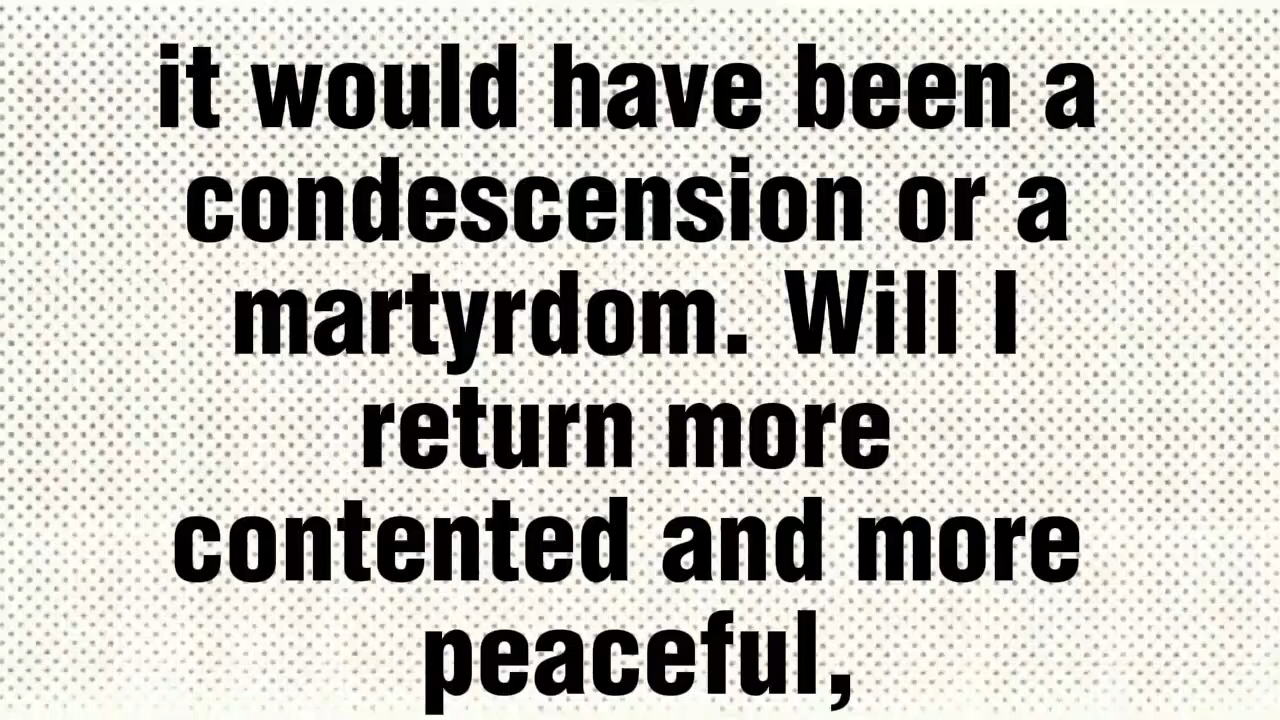 it would have been a
condescension or a
martyrdom. Will I
return more
contented and more
peaceful,